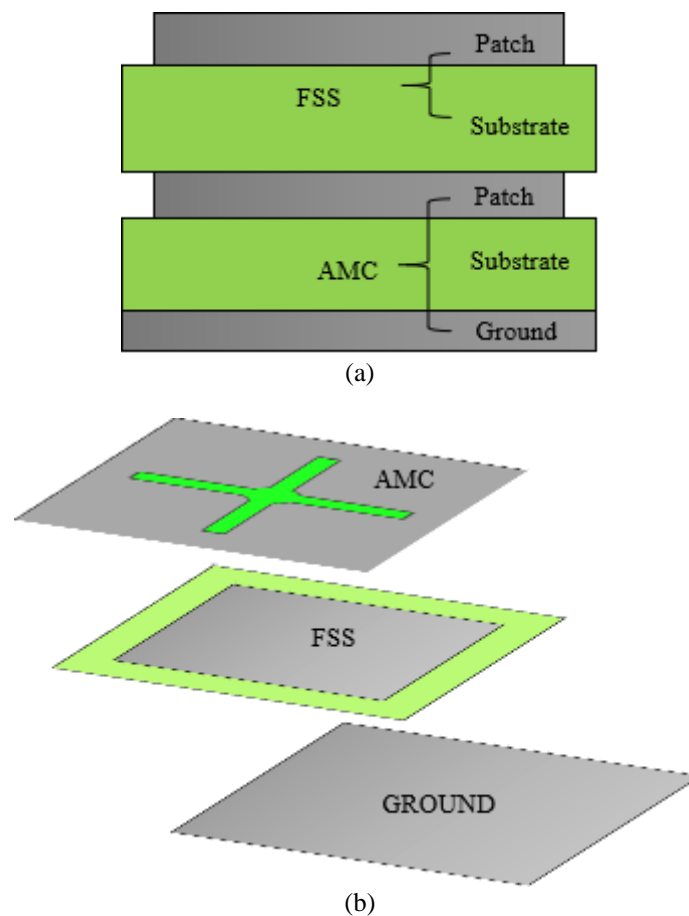 Patch
FSS
Substrate
Patch
AMC
Substrate
Ground
(a)
AMC
FSS
GROUND
(b)